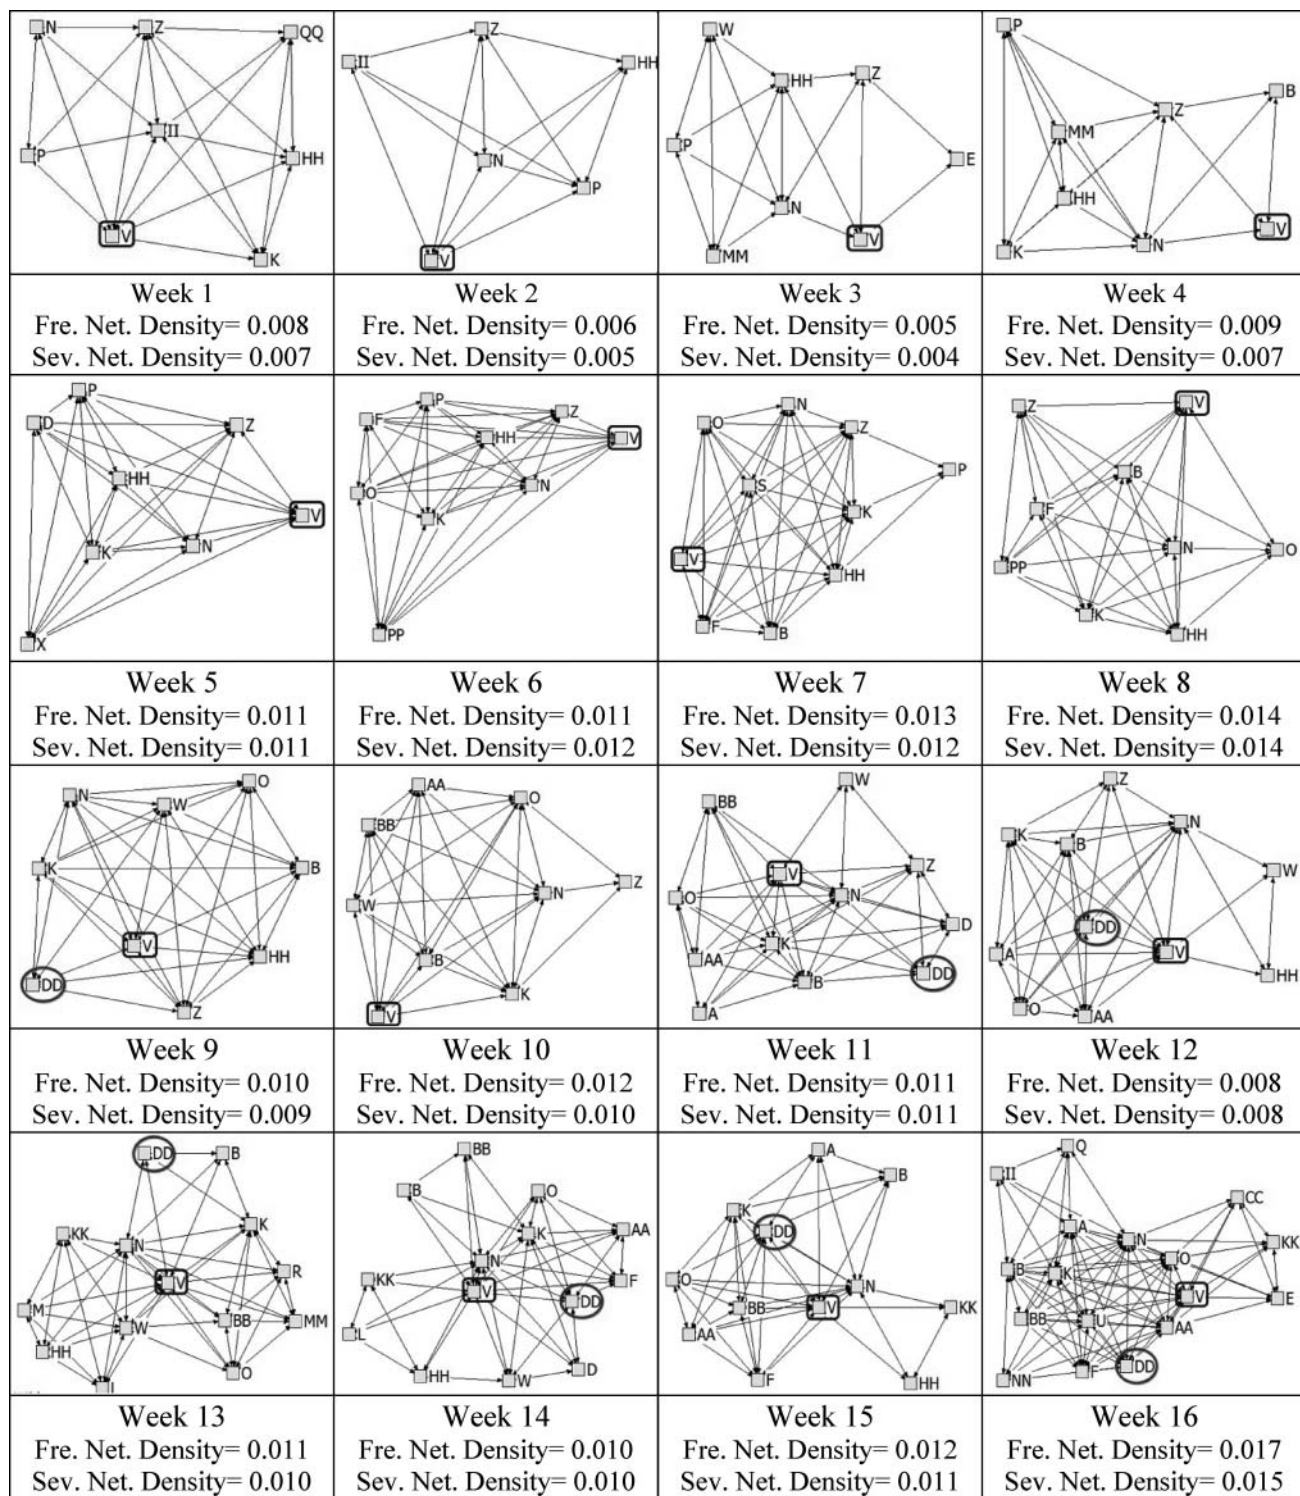 N Z QQ
II
P HH
V
K
II Z HH
N
P
V
W
HH Z
P E
N
V
MM
P
B
MM Z
HH
V
K N
Week 1
Fre. Net. Density= 0.008
Sev. Net. Density= 0.007
Week 2
Fre. Net. Density= 0.006
Sev. Net. Density= 0.005
Week 3
Fre. Net. Density= 0.005
Sev. Net. Density= 0.004
Week 4
Fre. Net. Density= 0.009
Sev. Net. Density= 0.007
P
D Z
HH
V
K N
X
P
F Z
HH V
O N
K
PP
N
O Z
P
S
K
V
HH
F B
Z V
B
F
N O
PP
K
HH
Week 5
Fre. Net. Density= 0.011
Sev. Net. Density= 0.011
Week 6
Fre. Net. Density= 0.011
Sev. Net. Density= 0.012
Week 7
Fre. Net. Density= 0.013
Sev. Net. Density= 0.012
Week 8
Fre. Net. Density= 0.014
Sev. Net. Density= 0.014
O
N W
K B
V
HH
DD
Z
AA
O
BB
Z
N
W
B
K
V
W
BB
V Z
O N
D
K
AA
DD
B
A
Z
N
K
B
W
DD
A V
HH
O AA
Week 9
Fre. Net. Density= 0.010
Sev. Net. Density= 0.009
Week 10
Fre. Net. Density= 0.012
Sev. Net. Density= 0.010
Week 11
Fre. Net. Density= 0.011
Sev. Net. Density= 0.011
Week 12
Fre. Net. Density= 0.008
Sev. Net. Density= 0.008
DD B
K
KK N
R
V
M BB MM
W
HH
O
BB
B O
K AA
N
KK F
V
DD
L
D
HH W
A
B
K
DD
O N
BB V KK
AA
F HH
Q
II
CC
A N
KK
O
B K
V E
BB U AA
DD
F
NN
Week 13
Fre. Net. Density= 0.011
Sev. Net. Density= 0.010
Week 14
Fre. Net. Density= 0.010
Sev. Net. Density= 0.010
Week 15
Fre. Net. Density= 0.012
Sev. Net. Density= 0.011
Week 16
Fre. Net. Density= 0.017
Sev. Net. Density= 0.015